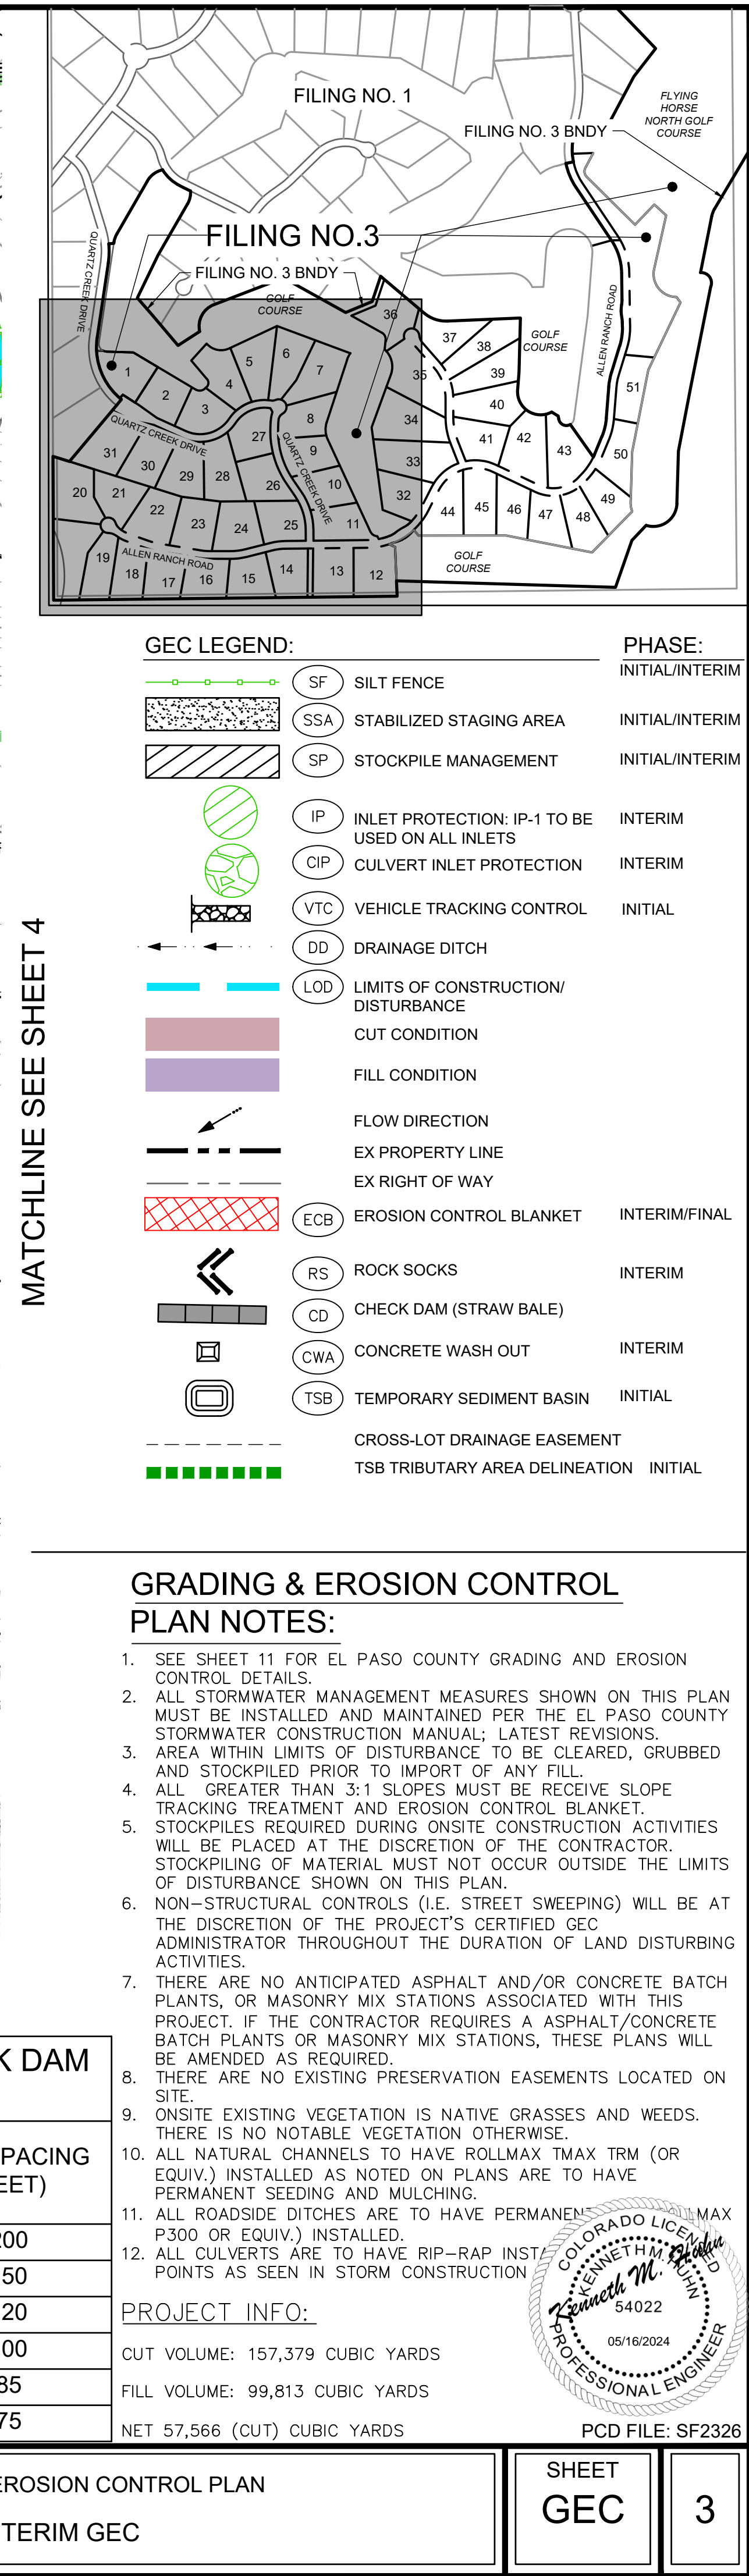 FILING NO. 1
FLYING
HORSE
NORTH GOLF
COURSE
FILING NO. 3 BNDY
QUARTZ CREEK DRIVE
FILING NO.3
FILING NO. 3 BNDY
GOLF
COURSE
ALLEN RANCH ROAD
GOLF
COURSE
36
37
38
39
40
35
34
33
32
41
42
43
51
50
49
48
47
46
45
44
1
2
3
4
5
6
7
8
9
10
11
QUARTZ CREEK DRIVE
QUARTZ CREEK DRIVE
27
26
25
31
30
29
28
20
21
22
23
24
ALLEN RANCH ROAD
19
18
17
16
15
14
13
12
GOLF
COURSE
GEC LEGEND: PHASE:
SF SILT FENCE INITIAL/INTERIM
SSA STABILIZED STAGING AREA INITIAL/INTERIM
SP STOCKPILE MANAGEMENT INITIAL/INTERIM
IP INLET PROTECTION: IP-1 TO BE INTERIM
USED ON ALL INLETS
CIP CULVERT INLET PROTECTION INTERIM
VTC VEHICLE TRACKING CONTROL INITIAL
DD DRAINAGE DITCH
LOD LIMITS OF CONSTRUCTION/
DISTURBANCE
CUT CONDITION
FILL CONDITION
FLOW DIRECTION
EX PROPERTY LINE
EX RIGHT OF WAY
ECB EROSION CONTROL BLANKET INTERIM/FINAL
RS ROCK SOCKS INTERIM
CD CHECK DAM (STRAW BALE)
CWA CONCRETE WASH OUT INTERIM
TSB TEMPORARY SEDIMENT BASIN INITIAL
CROSS-LOT DRAINAGE EASEMENT
TSB TRIBUTARY AREA DELINEATION INITIAL
MATCHLINE SEE SHEET 4
GRADING & EROSION CONTROL
PLAN NOTES:
1. SEE SHEET 11 FOR EL PASO COUNTY GRADING AND EROSION
CONTROL DETAILS.
2. ALL STORMWATER MANAGEMENT MEASURES SHOWN ON THIS PLAN
MUST BE INSTALLED AND MAINTAINED PER THE EL PASO COUNTY
STORMWATER CONSTRUCTION MANUAL; LATEST REVISIONS.
3. AREA WITHIN LIMITS OF DISTURBANCE TO BE CLEARED, GRUBBED
AND STOCKPILED PRIOR TO IMPORT OF ANY FILL.
4. ALL GREATER THAN 3:1 SLOPES MUST BE RECEIVE SLOPE
TRACKING TREATMENT AND EROSION CONTROL BLANKET.
5. STOCKPILES REQUIRED DURING ONSITE CONSTRUCTION ACTIVITIES
WILL BE PLACED AT THE DISCRETION OF THE CONTRACTOR.
STOCKPILING OF MATERIAL MUST NOT OCCUR OUTSIDE THE LIMITS
OF DISTURBANCE SHOWN ON THIS PLAN.
6. NON-STRUCTURAL CONTROLS (I.E. STREET SWEEPING) WILL BE AT
THE DISCRETION OF THE PROJECT'S CERTIFIED GEC
ADMINISTRATOR THROUGHOUT THE DURATION OF LAND DISTURBING
ACTIVITIES.
7. THERE ARE NO ANTICIPATED ASPHALT AND/OR CONCRETE BATCH
PLANTS, OR MASONRY MIX STATIONS ASSOCIATED WITH THIS
PROJECT. IF THE CONTRACTOR REQUIRES A ASPHALT/CONCRETE
BATCH PLANTS OR MASONRY MIX STATIONS, THESE PLANS WILL
BE AMENDED AS REQUIRED.
8. THERE ARE NO EXISTING PRESERVATION EASEMENTS LOCATED ON
SITE.
9. ONSITE EXISTING VEGETATION IS NATIVE GRASSES AND WEEDS.
THERE IS NO NOTABLE VEGETATION OTHERWISE.
10. ALL NATURAL CHANNELS TO HAVE ROLLMAX TMAX TRM (OR
EQUIV.) INSTALLED AS NOTED ON PLANS ARE TO HAVE
PERMANENT SEEDING AND MULCHING.
11. ALL ROADSIDE DITCHES ARE TO HAVE PERMANENT
P300 OR EQUIV.) INSTALLED.
12. ALL CULVERTS ARE TO HAVE RIP-RAP
POINTS AS SEEN IN STORM CONSTRUCTION
COLORADO LICENSED
KENNETH M. HUHN
Kenneth M. Huhn
54022
05/16/2024
PROFESSIONAL ENGINEER
PROJECT INFO:
CUT VOLUME: 157,379 CUBIC YARDS
FILL VOLUME: 99,813 CUBIC YARDS
NET 57,566 (CUT) CUBIC YARDS
PCD FILE: SF2326
K DAM
PACING
EET)
00
50
20
00
85
75
EROSION CONTROL PLAN
TERIM GEC
SHEET
GEC
3